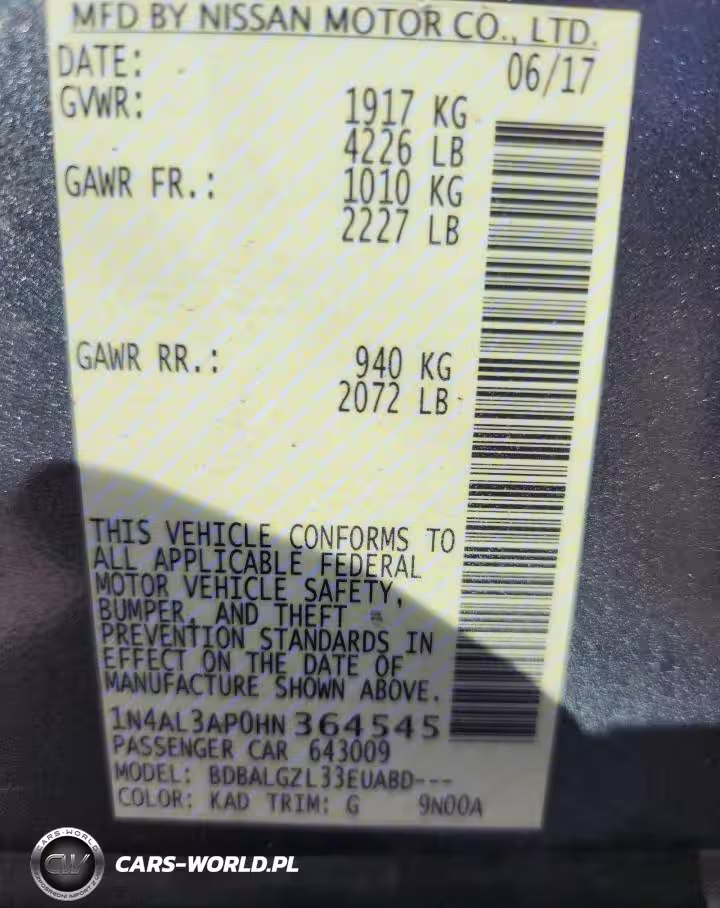 MFD BY NISSAN MOTOR CO., LTD.
DATE: 06/17
GVWR: 1917 KG
4226 LB
GAWR FR.: 1010 KG
2227 LB
GAWR RR.: 940 KG
2072 LB
THIS VEHICLE CONFORMS TO
ALL APPLICABLE FEDERAL
MOTOR VEHICLE SAFETY,
BUMPER, AND THEFT
PREVENTION STANDARDS IN
EFFECT ON THE DATE OF
MANUFACTURE SHOWN ABOVE.
1N4AL3AP0HN364545
PASSENGER CAR 643009
MODEL: BDBALGZL33EUABD---
COLOR: KAD TRIM: G 9N00A
CARS-WORLD
CW
CARS-WORLD.PL